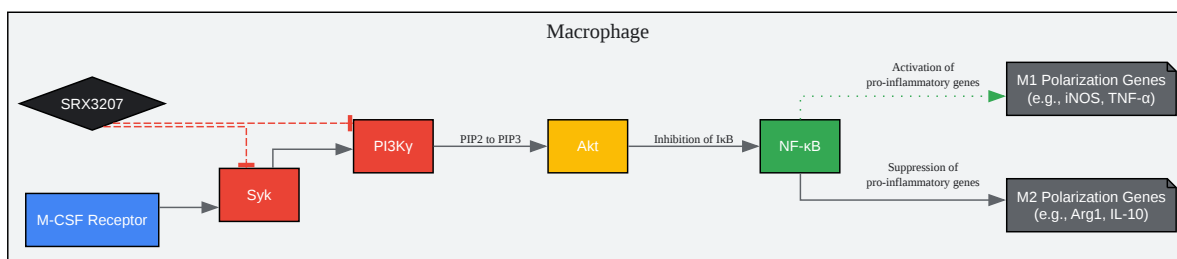 Macrophage
SRX3207
M-CSF Receptor
Syk
PI3Kγ
PIP2 to PIP3
Akt
Inhibition of IκB
NF-κB
Activation of
pro-inflammatory genes
M1 Polarization Genes
(e.g., iNOS, TNF-α)
Suppression of
pro-inflammatory genes
M2 Polarization Genes
(e.g., Arg1, IL-10)